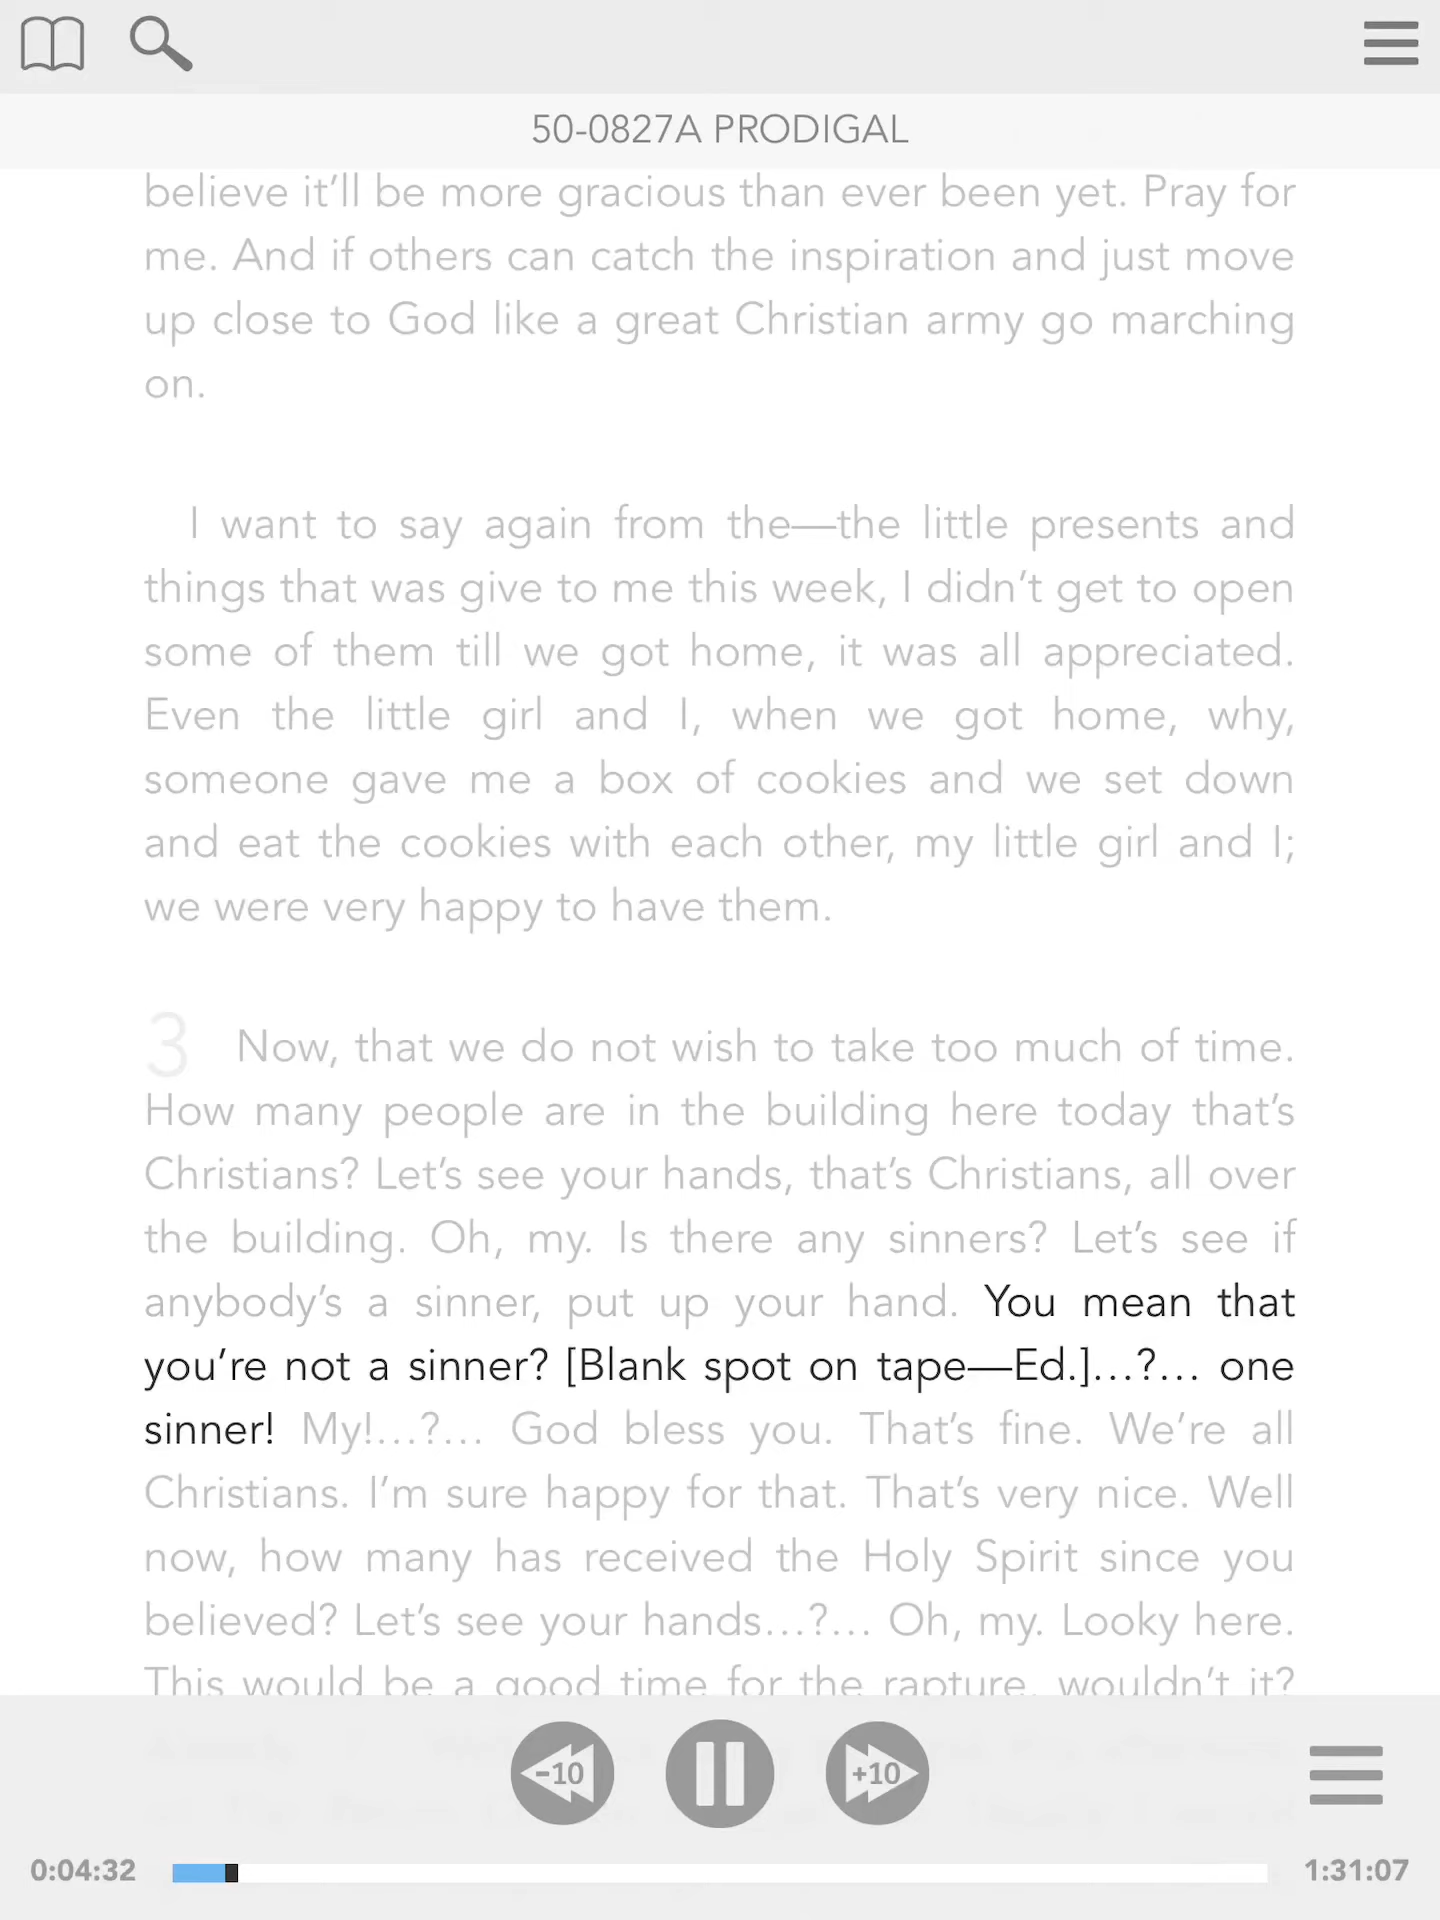 50-0827A PRODIGAL
believe it’ll be more gracious than ever been yet. Pray for
me. And if others can catch the inspiration and just move
up close to God like a great Christian army go marching
on.
I want to say again from the—the little presents and
things that was give to me this week, I didn’t get to open
some of them till we got home, it was all appreciated.
Even the little girl and I, when we got home, why,
someone gave me a box of cookies and we set down
and eat the cookies with each other, my little girl and I;
we were very happy to have them.
3 Now, that we do not wish to take too much of time.
How many people are in the building here today that’s
Christians? Let’s see your hands, that’s Christians, all over
the building. Oh, my. Is there any sinners? Let’s see if
anybody’s a sinner, put up your hand. You mean that
you’re not a sinner? [Blank spot on tape—Ed.]…?… one
sinner! My!…?… God bless you. That’s fine. We’re all
Christians. I’m sure happy for that. That’s very nice. Well
now, how many has received the Holy Spirit since you
believed? Let’s see your hands…?… Oh, my. Looky here.
This would be a good time for the rapture, wouldn’t it?
-10 +10
0:04:32 1:31:07